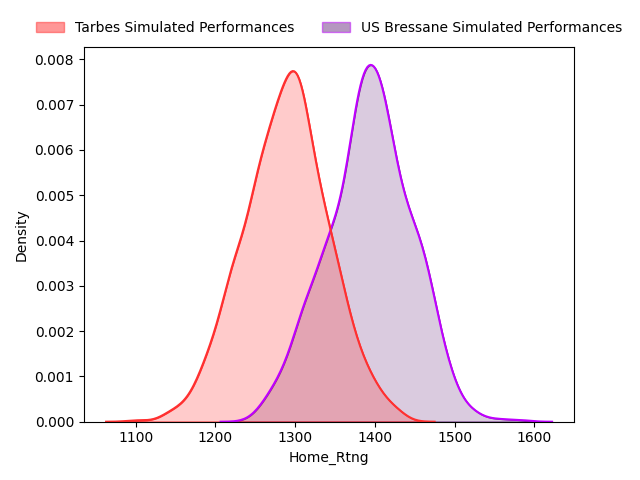 Tarbes Simulated Performances US Bressane Simulated Performances
0.008
0.007
0.006
0.005
0.004
0.003
0.002
0.001
0.000
Density
1100 1200 1300 1400 1500 1600
Home_Rtng